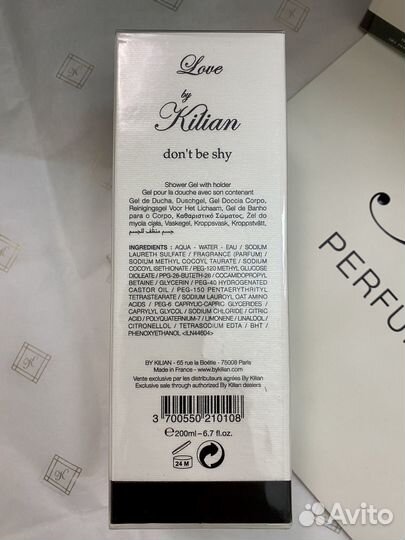 Love
by
Kilian
don't be shy
Shower Gel with holder
Gel pour la douche avec son contenant
Gel de Ducha, Duschgel, Gel Doccia Corpo,
Reinigingsgel Voor Het Lichaam, Gel de Banho
para o Corpo, Καθαριστικό Σώματος, Żel do
mycia ciała, Vaskegel, Kroppsvask, Kroppstvätt,
جسم منظف للجسم
INGREDIENTS : AQUA - WATER - EAU / SODIUM
LAURETH SULFATE / FRAGRANCE (PARFUM) /
SODIUM METHYL COCOYL TAURATE / SODIUM
COCOYL ISETHIONATE / PEG-120 METHYL GLUCOSE
DIOLEATE / PPG-26-BUTETH-26 / COCAMIDOPROPYL
BETAINE / GLYCERIN / PEG-40 HYDROGENATED
CASTOR OIL / PEG-150 PENTAERYTHRITYL
TETRASTEARATE / SODIUM LAUROYL OAT AMINO
ACIDS / PEG-6 CAPRYLIC-CAPRIC GLYCERIDES
/ CAPRYLYL GLYCOL / SODIUM CHLORIDE / CITRIC
ACID / POLYQUATERNIUM-7 / LIMONENE / LINALOOL /
CITRONELLOL / TETRASODIUM EDTA / BHT /
PHENOXYETHANOL <ILN44604>
BY KILIAN - 65 rue la Boétie - 75008 Paris
Made in France - www.bykilian.com
Vente exclusive par les distributeurs agréées By Kilian
Exclusive sale through authorized By Kilian dealers
3 700550 210108
e 200ml - 6.7 fl.oz.
24 M
PERFU
Avito